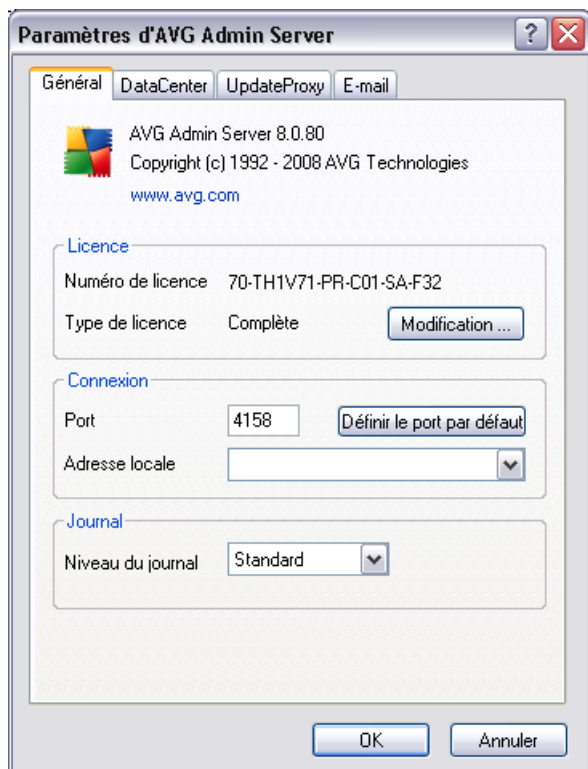 Paramètres d'AVG Admin Server
?
Général DataCenter UpdateProxy E-mail
AVG Admin Server 8.0.80
Copyright (c) 1992 - 2008 AVG Technologies
www.avg.com
Licence
Numéro de licence 70-TH1V71-PR-C01-SA-F32
Type de licence Complète Modification ...
Connexion
Port 4158 Définir le port par défaut
Adresse locale
Journal
Niveau du journal Standard
OK Annuler